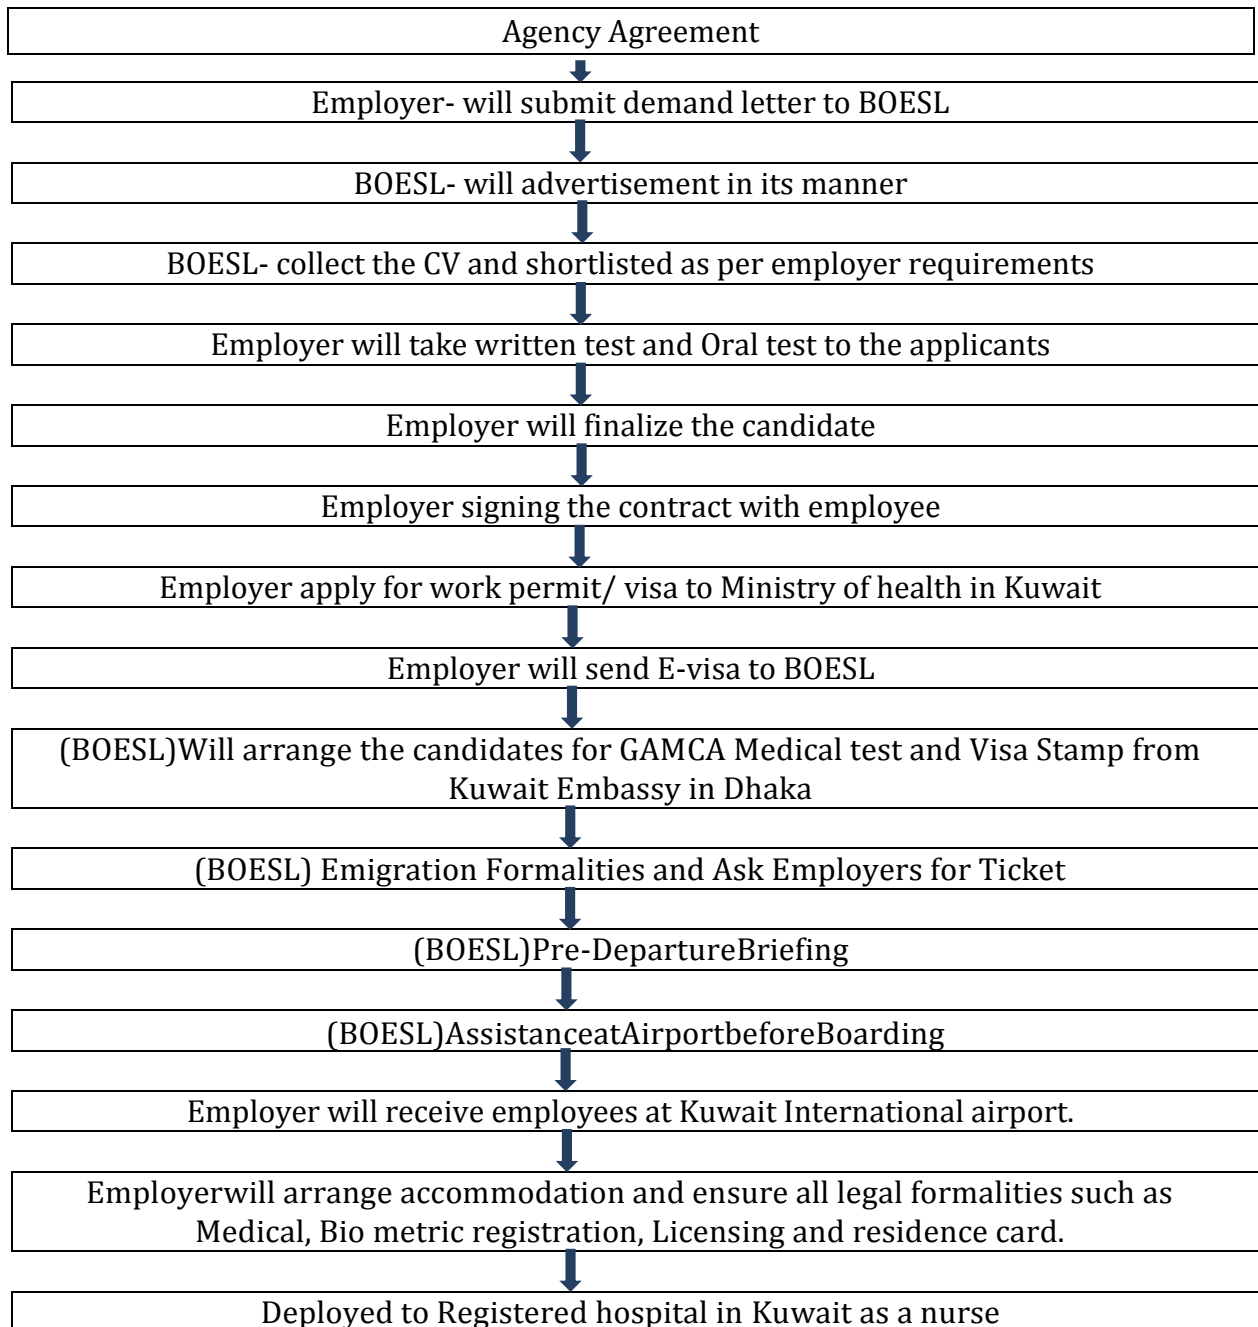 Agency Agreement
Employer- will submit demand letter to BOESL
BOESL- will advertisement in its manner
BOESL- collect the CV and shortlisted as per employer requirements
Employer will take written test and Oral test to the applicants
Employer will finalize the candidate
Employer signing the contract with employee
Employer apply for work permit/ visa to Ministry of health in Kuwait
Employer will send E-visa to BOESL
(BOESL)Will arrange the candidates for GAMCA Medical test and Visa Stamp from
Kuwait Embassy in Dhaka
(BOESL) Emigration Formalities and Ask Employers for Ticket
(BOESL)Pre-DepartureBriefing
(BOESL)AssistanceatAirportbeforeBoarding
Employer will receive employees at Kuwait International airport.
Employerwill arrange accommodation and ensure all legal formalities such as
Medical, Bio metric registration, Licensing and residence card.
Deployed to Registered hospital in Kuwait as a nurse